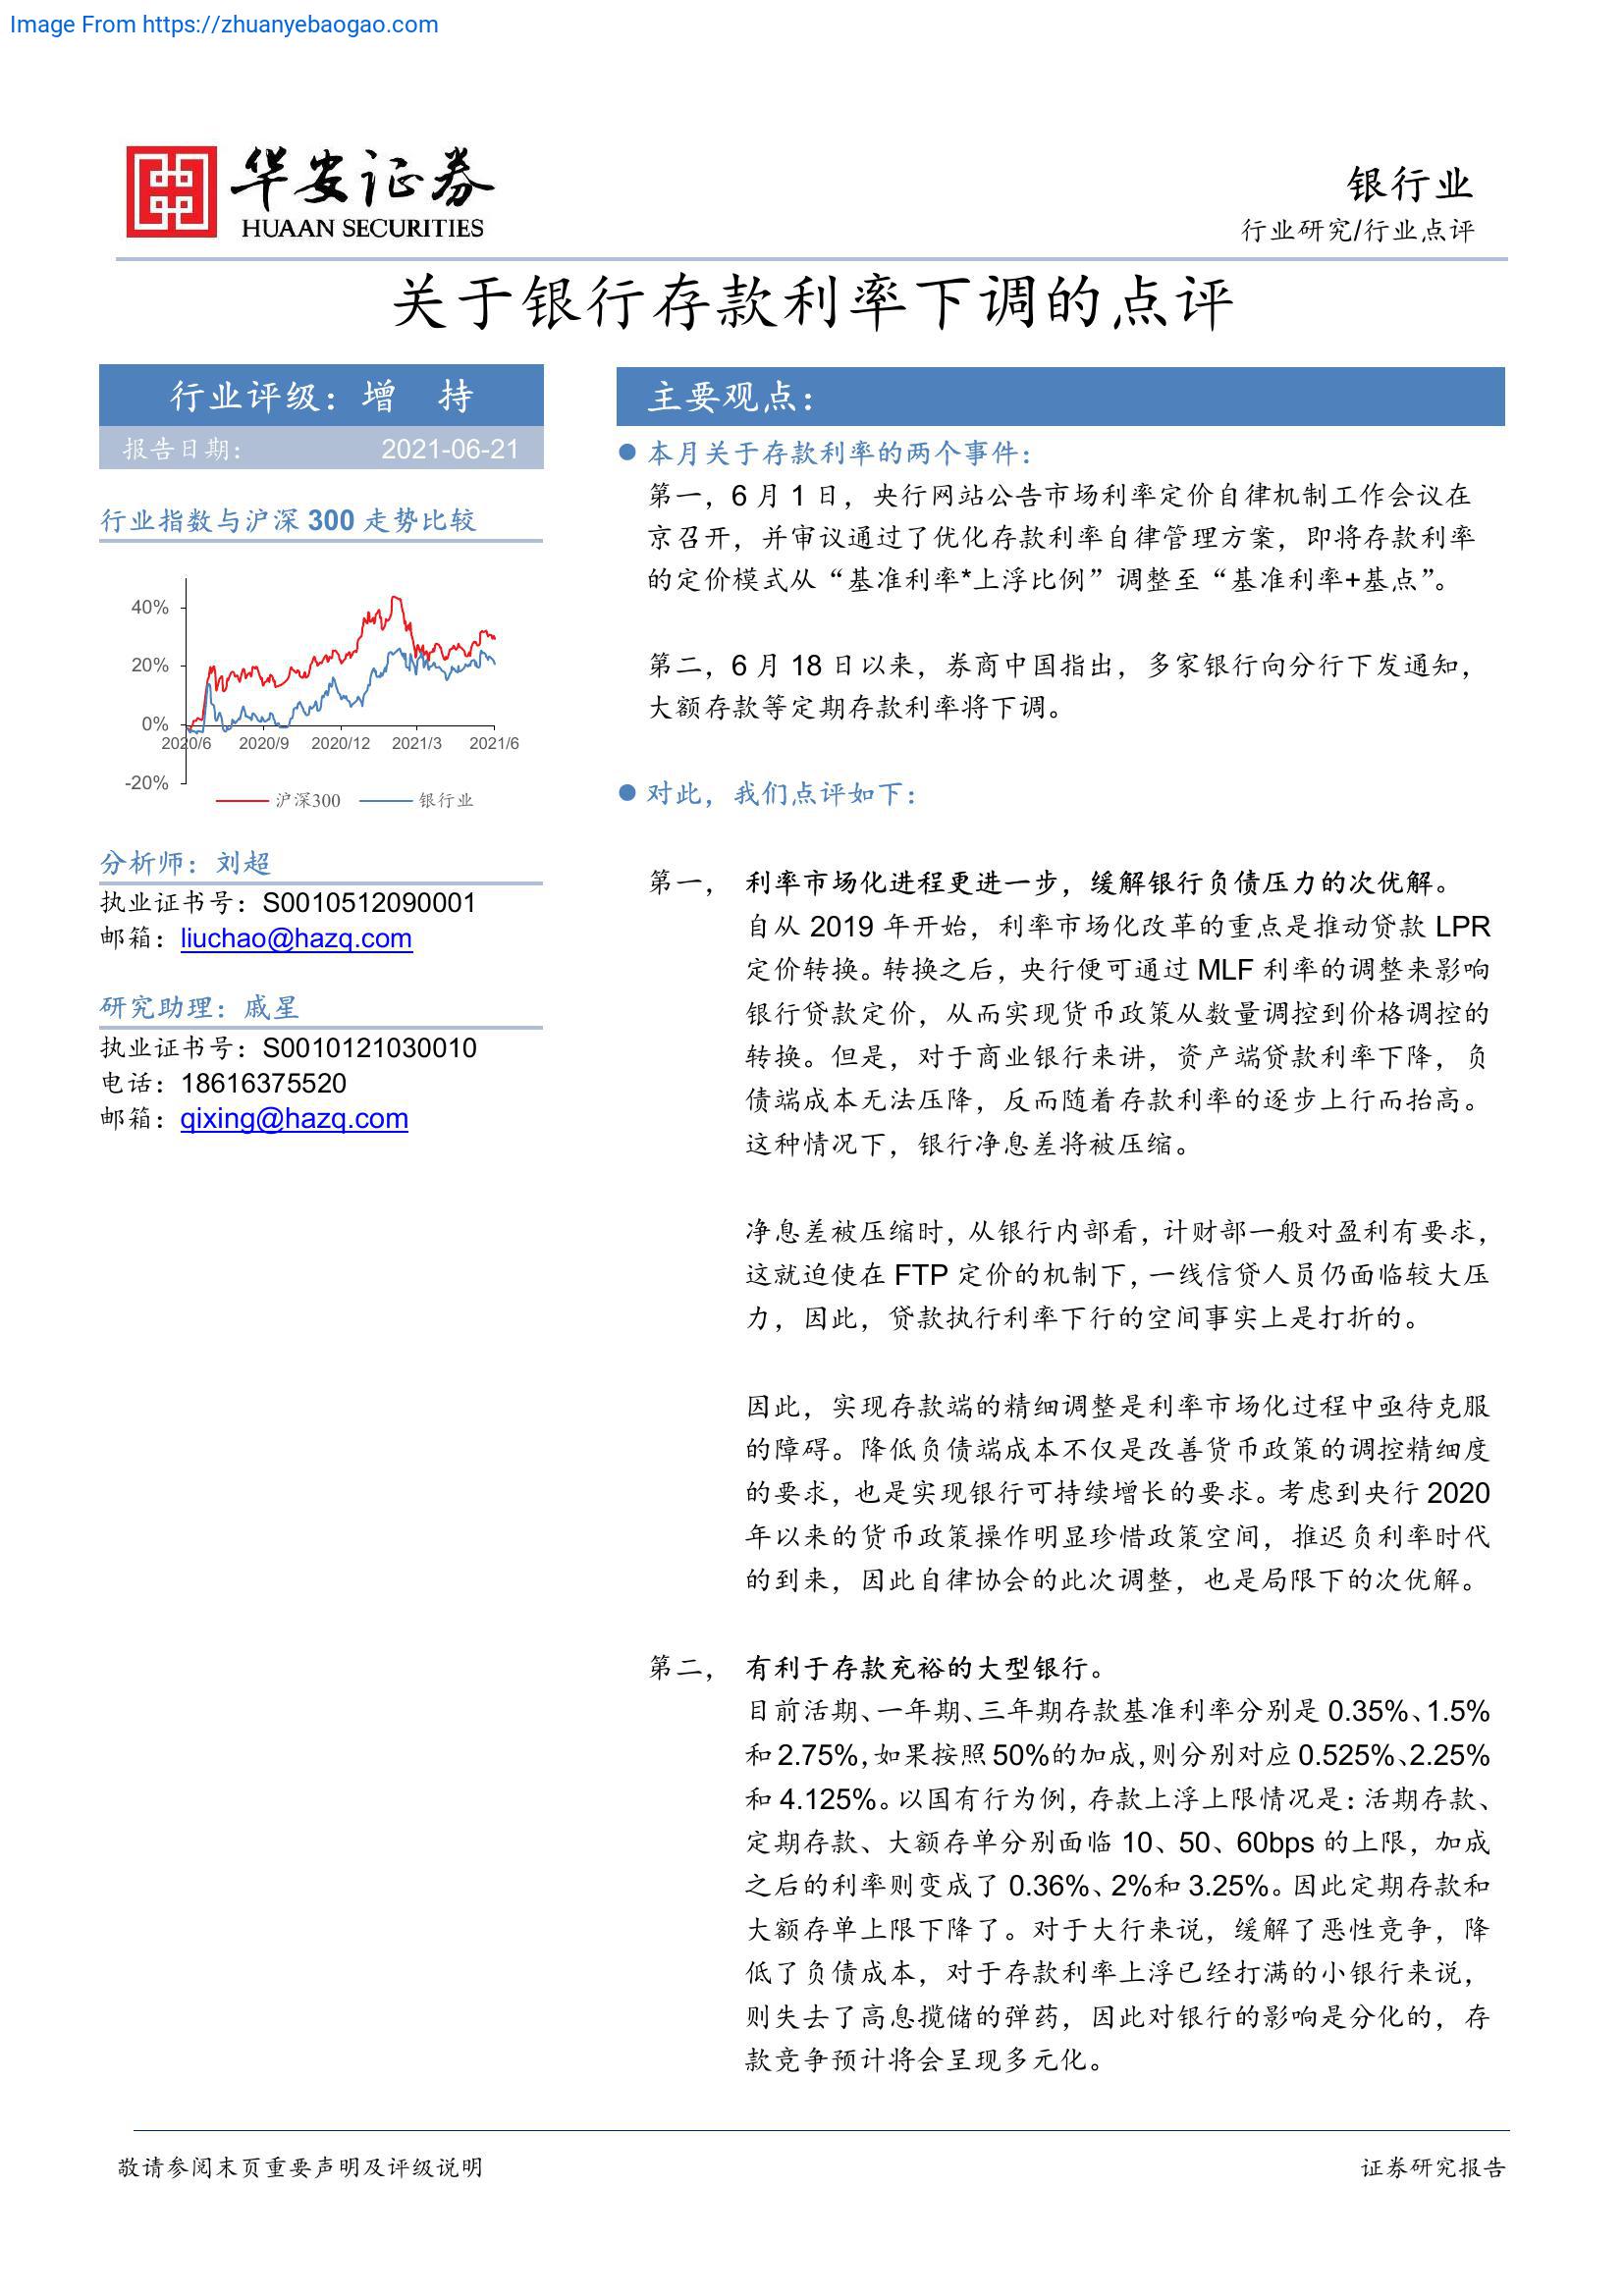 Image From https://zhuanyebaogao.com
华安证券
HUAAN SECURITIES
银行业
行业研究/行业点评
关于银行存款利率下调的点评
行业评级：增 持
报告日期： 2021-06-21
行业指数与沪深 300 走势比较
40%
20%
0%
2020/6 2020/9 2020/12 2021/3 2021/6
-20%
沪深300 银行业
分析师：刘超
执业证书号：S0010512090001
邮箱：liuchao@hazq.com
研究助理：戚星
执业证书号：S0010121030010
电话：18616375520
邮箱：qixing@hazq.com
主要观点：
本月关于存款利率的两个事件：
第一，6 月 1 日，央行网站公告市场利率定价自律机制工作会议在
京召开，并审议通过了优化存款利率自律管理方案，即将存款利率
的定价模式从“基准利率*上浮比例”调整至“基准利率+基点”。
第二，6 月 18 日以来，券商中国指出，多家银行向分行下发通知，
大额存款等定期存款利率将下调。
对此，我们点评如下：
第一， 利率市场化进程更进一步，缓解银行负债压力的次优解。
自从 2019 年开始，利率市场化改革的重点是推动贷款 LPR
定价转换。转换之后，央行便可通过 MLF 利率的调整来影响
银行贷款定价，从而实现货币政策从数量调控到价格调控的
转换。但是，对于商业银行来讲，资产端贷款利率下降，负
债端成本无法压降，反而随着存款利率的逐步上行而抬高。
这种情况下，银行净息差将被压缩。
净息差被压缩时，从银行内部看，计财部一般对盈利有要求，
这就迫使在 FTP 定价的机制下，一线信贷人员仍面临较大压
力，因此，贷款执行利率下行的空间事实上是打折的。
因此，实现存款端的精细调整是利率市场化过程中亟待克服
的障碍。降低负债端成本不仅是改善货币政策的调控精细度
的要求，也是实现银行可持续增长的要求。考虑到央行 2020
年以来的货币政策操作明显珍惜政策空间，推迟负利率时代
的到来，因此自律协会的此次调整，也是局限下的次优解。
第二， 有利于存款充裕的大型银行。
目前活期、一年期、三年期存款基准利率分别是 0.35%、1.5%
和 2.75%，如果按照 50%的加成，则分别对应 0.525%、2.25%
和 4.125%。以国有行为例，存款上浮上限情况是：活期存款、
定期存款、大额存单分别面临 10、50、60bps 的上限，加成
之后的利率则变成了 0.36%、2%和 3.25%。因此定期存款和
大额存单上限下降了。对于大行来说，缓解了恶性竞争，降
低了负债成本，对于存款利率上浮已经打满的小银行来说，
则失去了高息揽储的弹药，因此对银行的影响是分化的，存
款竞争预计将会呈现多元化。
敬请参阅末页重要声明及评级说明
证券研究报告